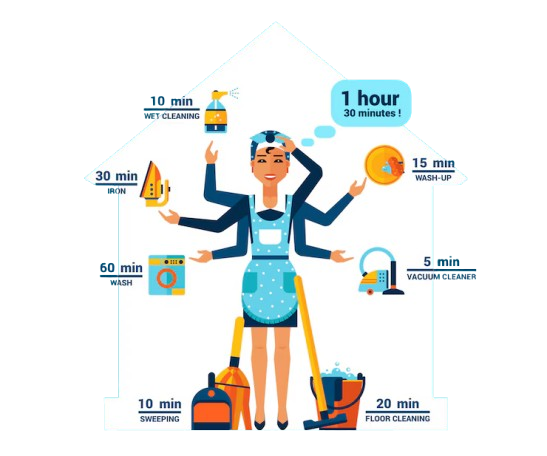 1 hour
30 minutes !
10 min
WET CLEANING
30 min
IRON
15 min
WASH-UP
60 min
WASH
5 min
VACUUM CLEANER
10 min
SWEEPING
20 min
FLOOR CLEANING